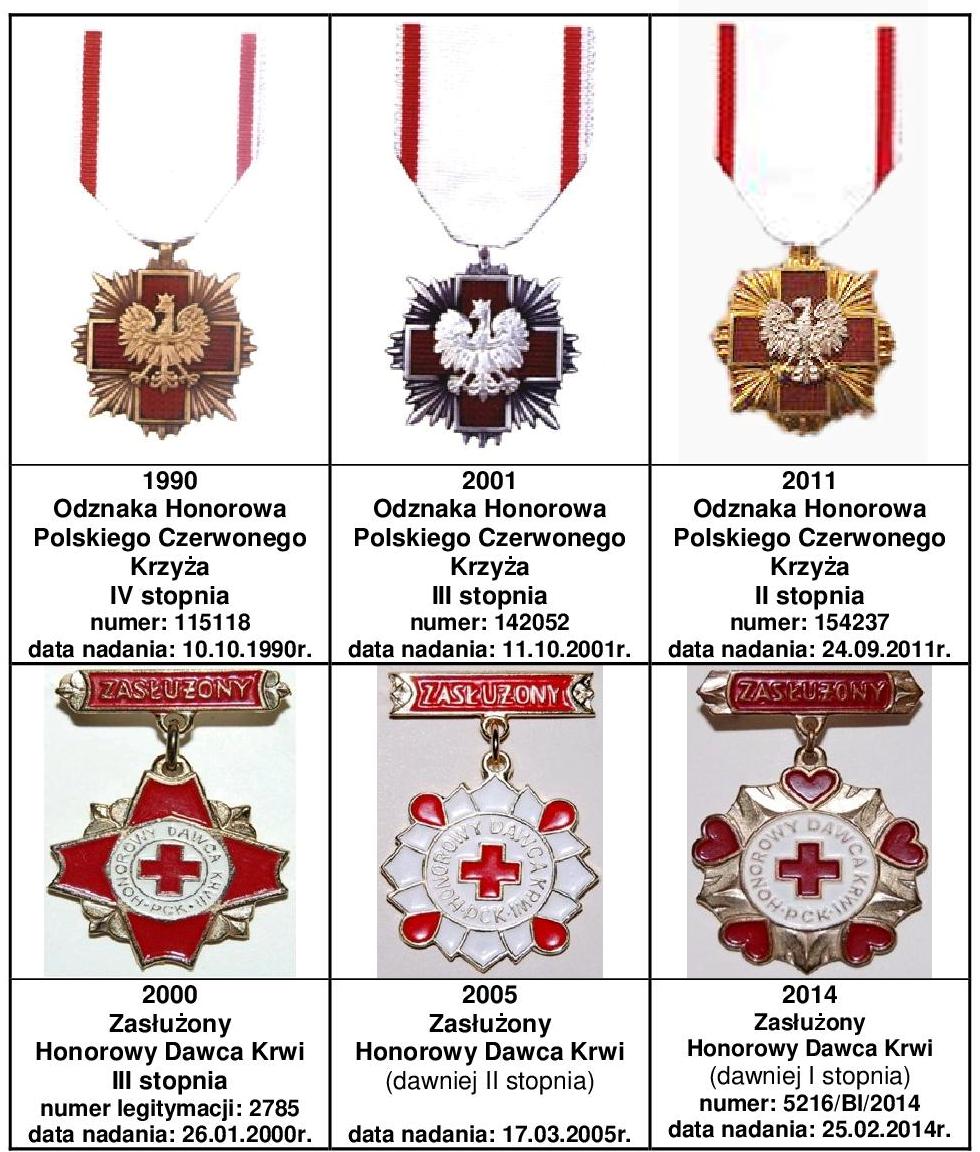 1990
Odznaka Honorowa
Polskiego Czerwonego
Krzyża
IV stopnia
numer: 115118
data nadania: 10.10.1990r.
2001
Odznaka Honorowa
Polskiego Czerwonego
Krzyża
III stopnia
numer: 142052
data nadania: 11.10.2001r.
2011
Odznaka Honorowa
Polskiego Czerwonego
Krzyża
II stopnia
numer: 154237
data nadania: 24.09.2011r.
ZASŁUŻONY
HONOROWY DAWCA KRWI
·PCK·
ZASŁUŻONY
HONOROWY DAWCA KRWI
·PCK·
ZASŁUŻONY
HONOROWY DAWCA KRWI
·PCK·
2000
Zasłużony
Honorowy Dawca Krwi
III stopnia
numer legitymacji: 2785
data nadania: 26.01.2000r.
2005
Zasłużony
Honorowy Dawca Krwi
(dawniej II stopnia)
data nadania: 17.03.2005r.
2014
Zasłużony
Honorowy Dawca Krwi
(dawniej I stopnia)
numer: 5216/BI/2014
data nadania: 25.02.2014r.